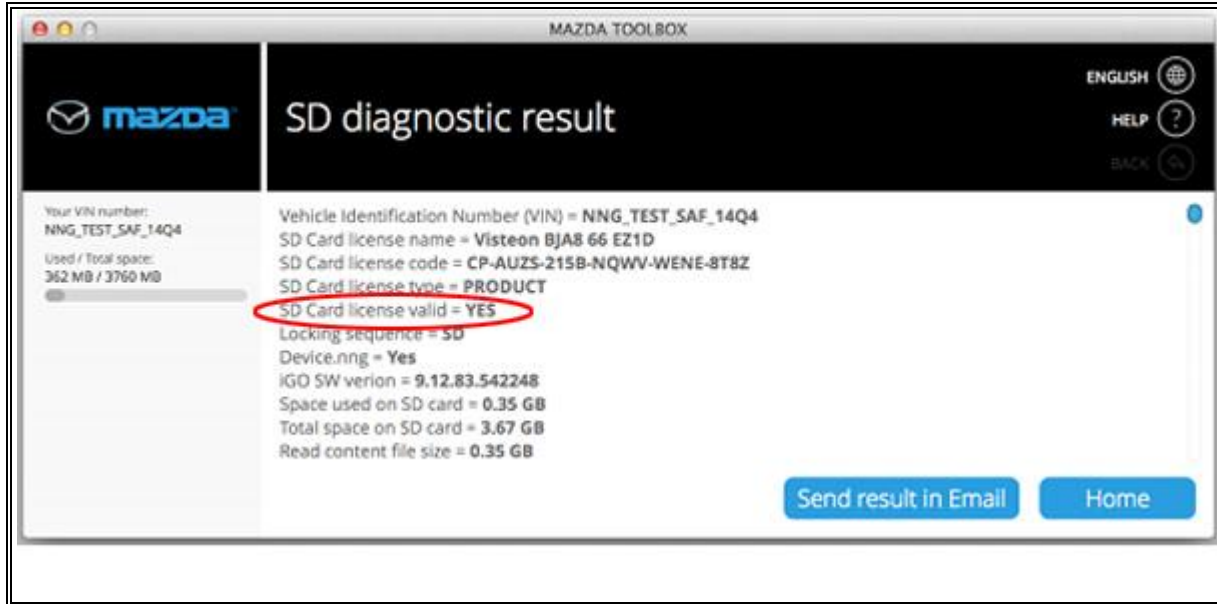 MAZDA TOOLBOX
mazda
SD diagnostic result
ENGLISH
HELP
?
BACK
Your VIN number:
NNG_TEST_SAF_14Q4
Used / Total space:
362 MB / 3760 MB
Vehicle Identification Number (VIN) = NNG_TEST_SAF_14Q4
SD Card license name = Visteon BJA8 66 EZ1D
SD Card license code = CP-AUZS-215B-NQWV-WENE-8T8Z
SD Card license type = PRODUCT
SD Card license valid = YES
Locking sequence = SD
Device.nng = Yes
iGO SW verion = 9.12.83.542248
Space used on SD card = 0.35 GB
Total space on SD card = 3.67 GB
Read content file size = 0.35 GB
Send result in Email
Home